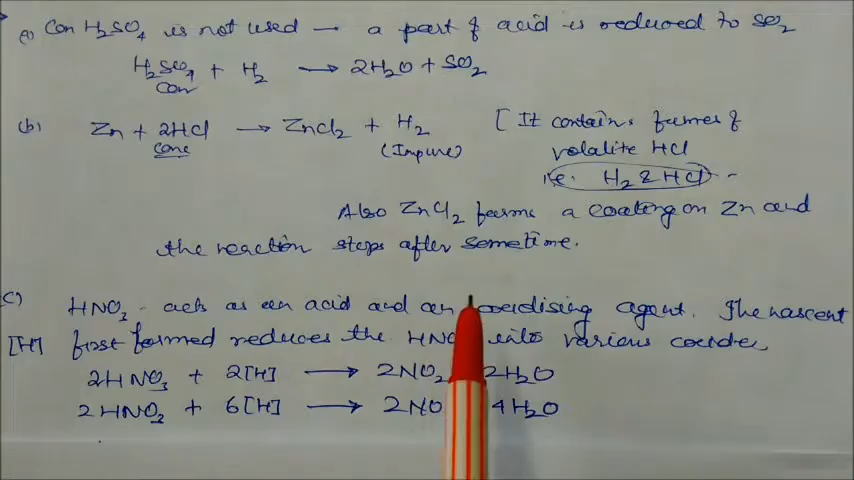 (a) Con H₂SO₄ is not used — a part of acid is reduced to SO₂
H₂SO₄ + H₂ → 2H₂O + SO₂
Con
(b) Zn + 2HCl → ZnCl₂ + H₂ [It contains fumes of
Conc (Impure) volatile HCl
i.e. H₂ & HCl
Also ZnCl₂ forms a coating on Zn and
the reaction stops after sometime.
C) HNO₃ - acts as an acid and an oxidising agent. The nascent
[H] first formed reduces the HNO into various oxides
2HNO₃ + 2[H] → 2NO₂ 2H₂O
2HNO₃ + 6[H] → 2NO 4H₂O